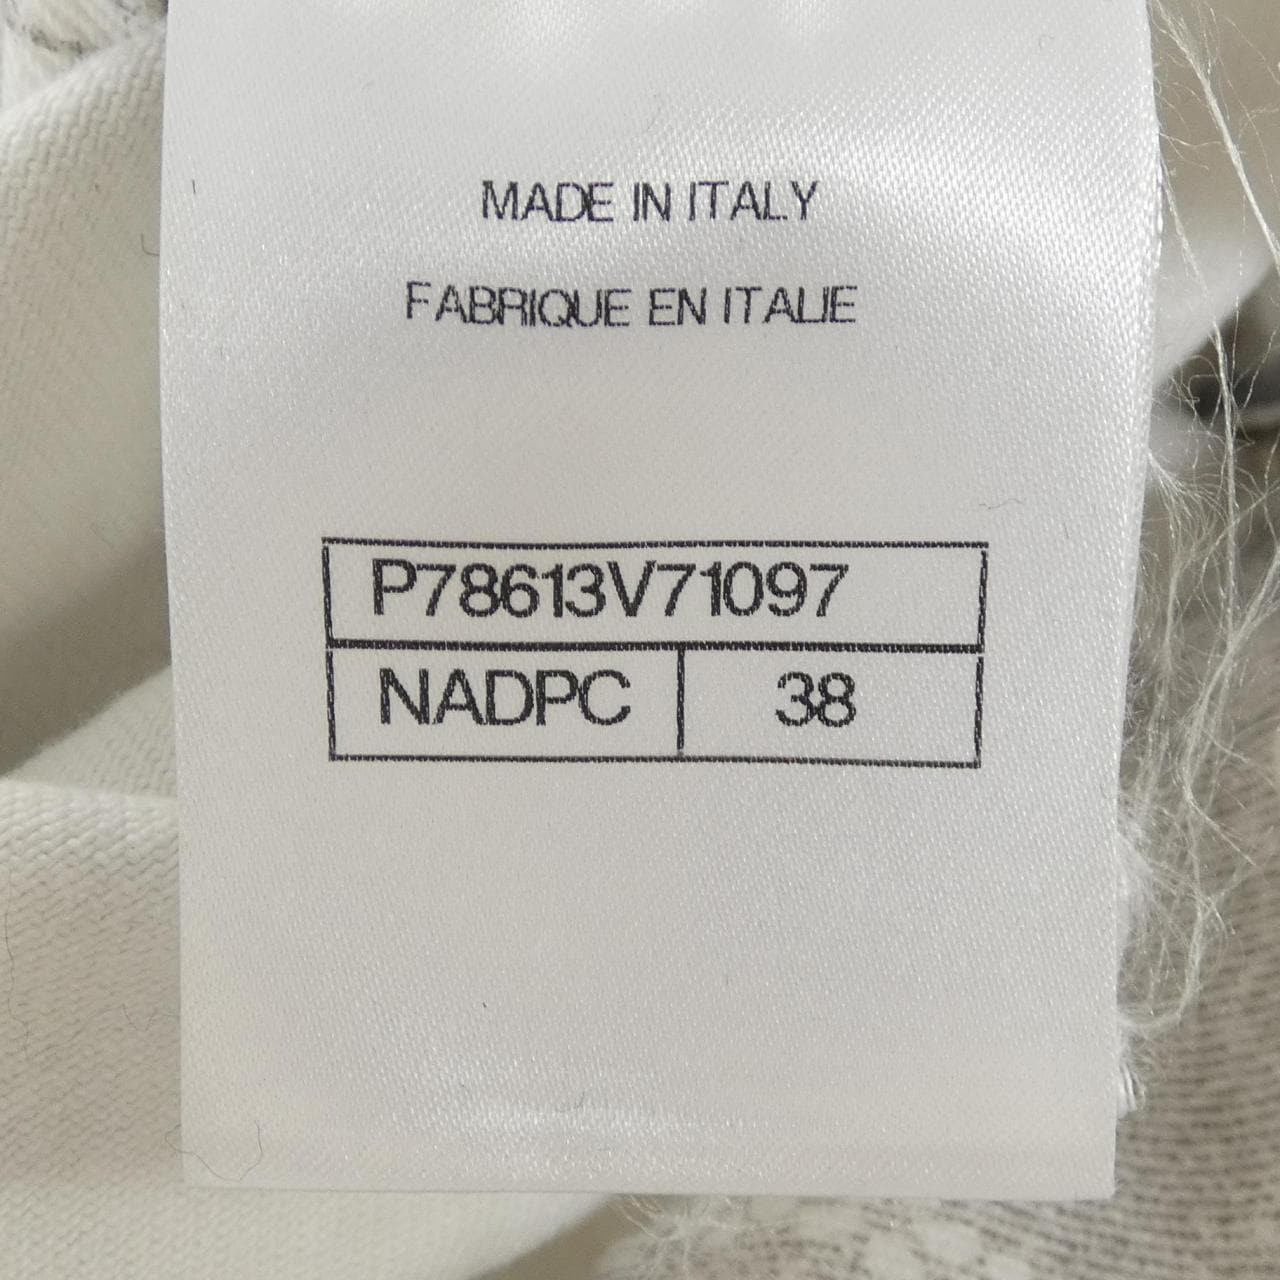 MADE IN ITALY
FABRIQUE EN ITALIE
P78613V71097
NADPC 38